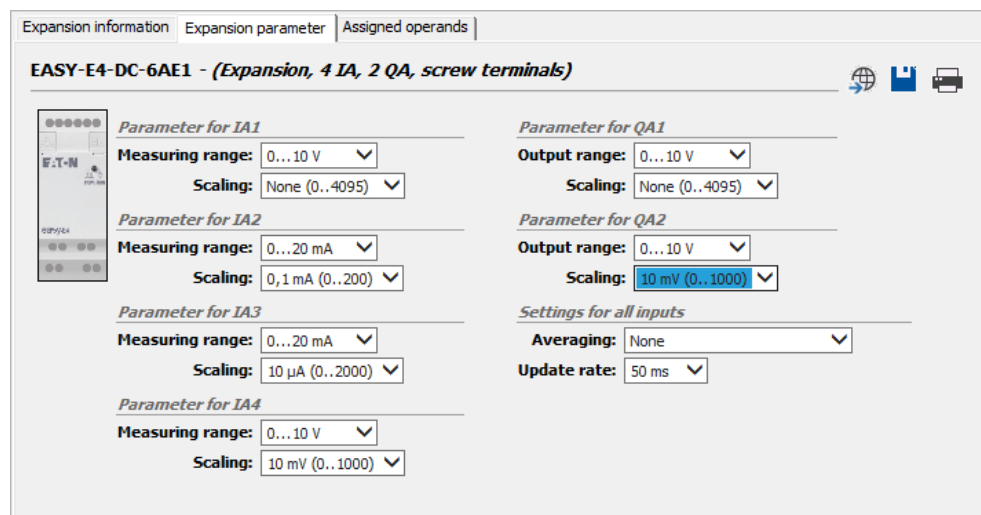 Expansion information Expansion parameter Assigned operands
EASY-E4-DC-6AE1 - (Expansion, 4 IA, 2 QA, screw terminals)
E·T·N
Parameter for IA1
Measuring range: 0...10 V
Scaling: None (0..4095)
Parameter for IA2
Measuring range: 0...20 mA
Scaling: 0,1 mA (0..200)
Parameter for IA3
Measuring range: 0...20 mA
Scaling: 10 µA (0..2000)
Parameter for IA4
Measuring range: 0...10 V
Scaling: 10 mV (0..1000)
Parameter for QA1
Output range: 0...10 V
Scaling: None (0..4095)
Parameter for QA2
Output range: 0...10 V
Scaling: 10 mV (0..1000)
Settings for all inputs
Averaging: None
Update rate: 50 ms